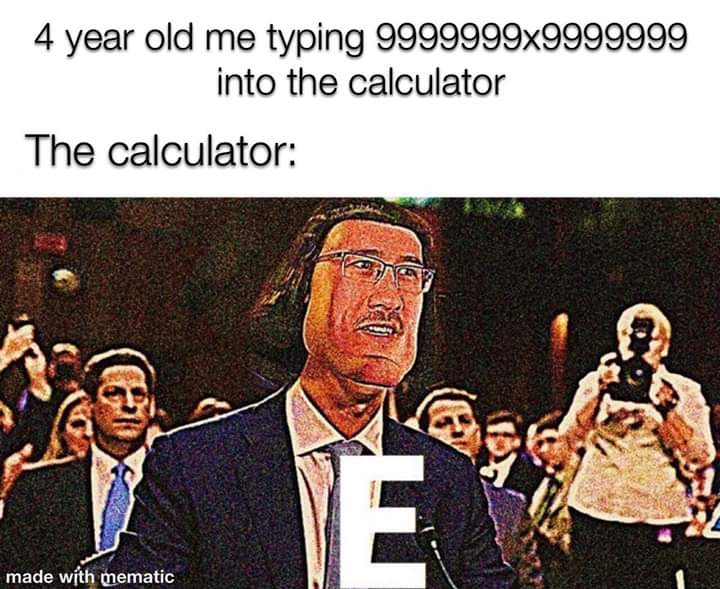 4 year old me typing 9999999x9999999
into the calculator
The calculator:
E
made with mematic